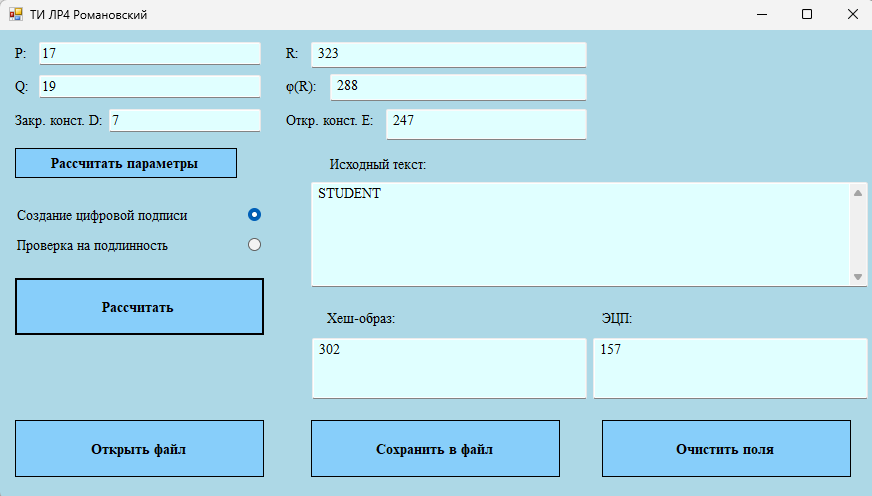 ТИ ЛР4 Романовский
P: 17
R: 323
Q: 19
φ(R): 288
Закр. конст. D: 7
Откр. конст. E: 247
Рассчитать параметры
Исходный текст:
STUDENT
Создание цифровой подписи
Проверка на подлинность
Рассчитать
Хеш-образ:
ЭЦП:
302
157
Открыть файл
Сохранить в файл
Очистить поля